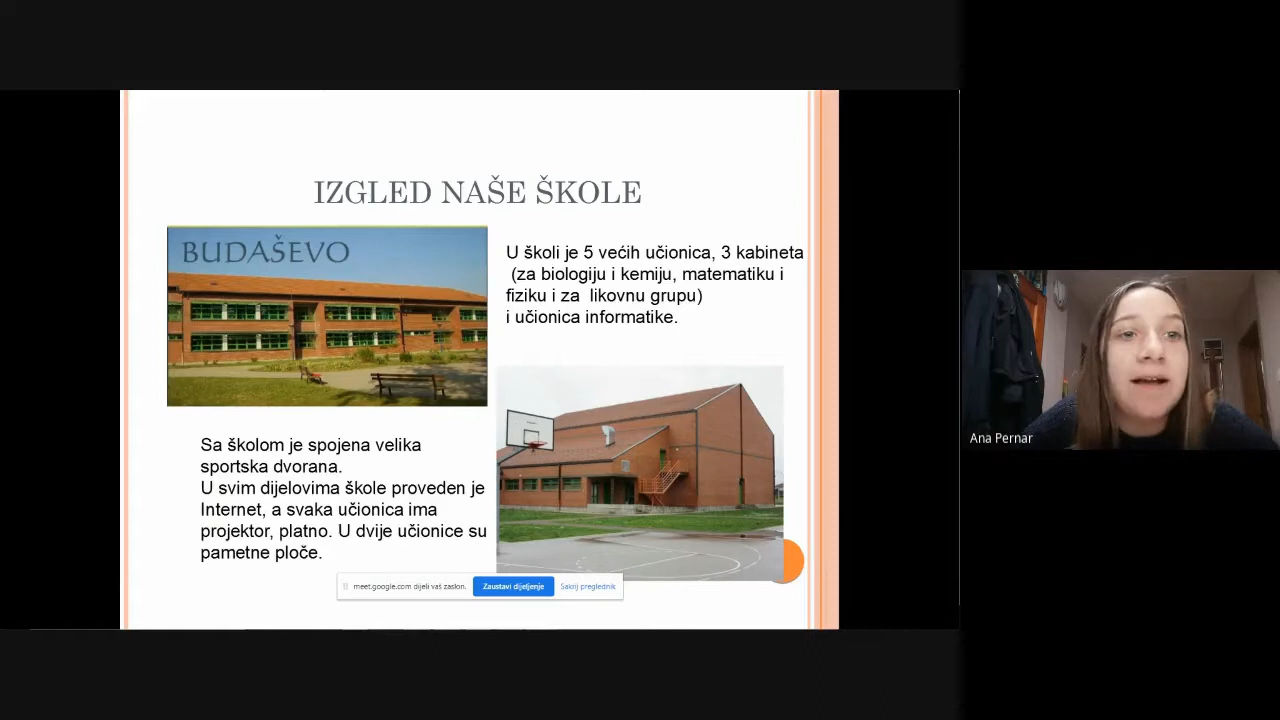 IZGLED NAŠE ŠKOLE
BUDAŠEVO
U školi je 5 većih učionica, 3 kabineta
(za biologiju i kemiju, matematiku i
fiziku i za likovnu grupu)
i učionica informatike.
Sa školom je spojena velika
sportska dvorana.
U svim dijelovima škole proveden je
Internet, a svaka učionica ima
projektor, platno. U dvije učionice su
pametne ploče.
meet.google.com dijeli vaš zaslon.
Zaustavi dijeljenje
Sakrij preglednik
Ana Pernar